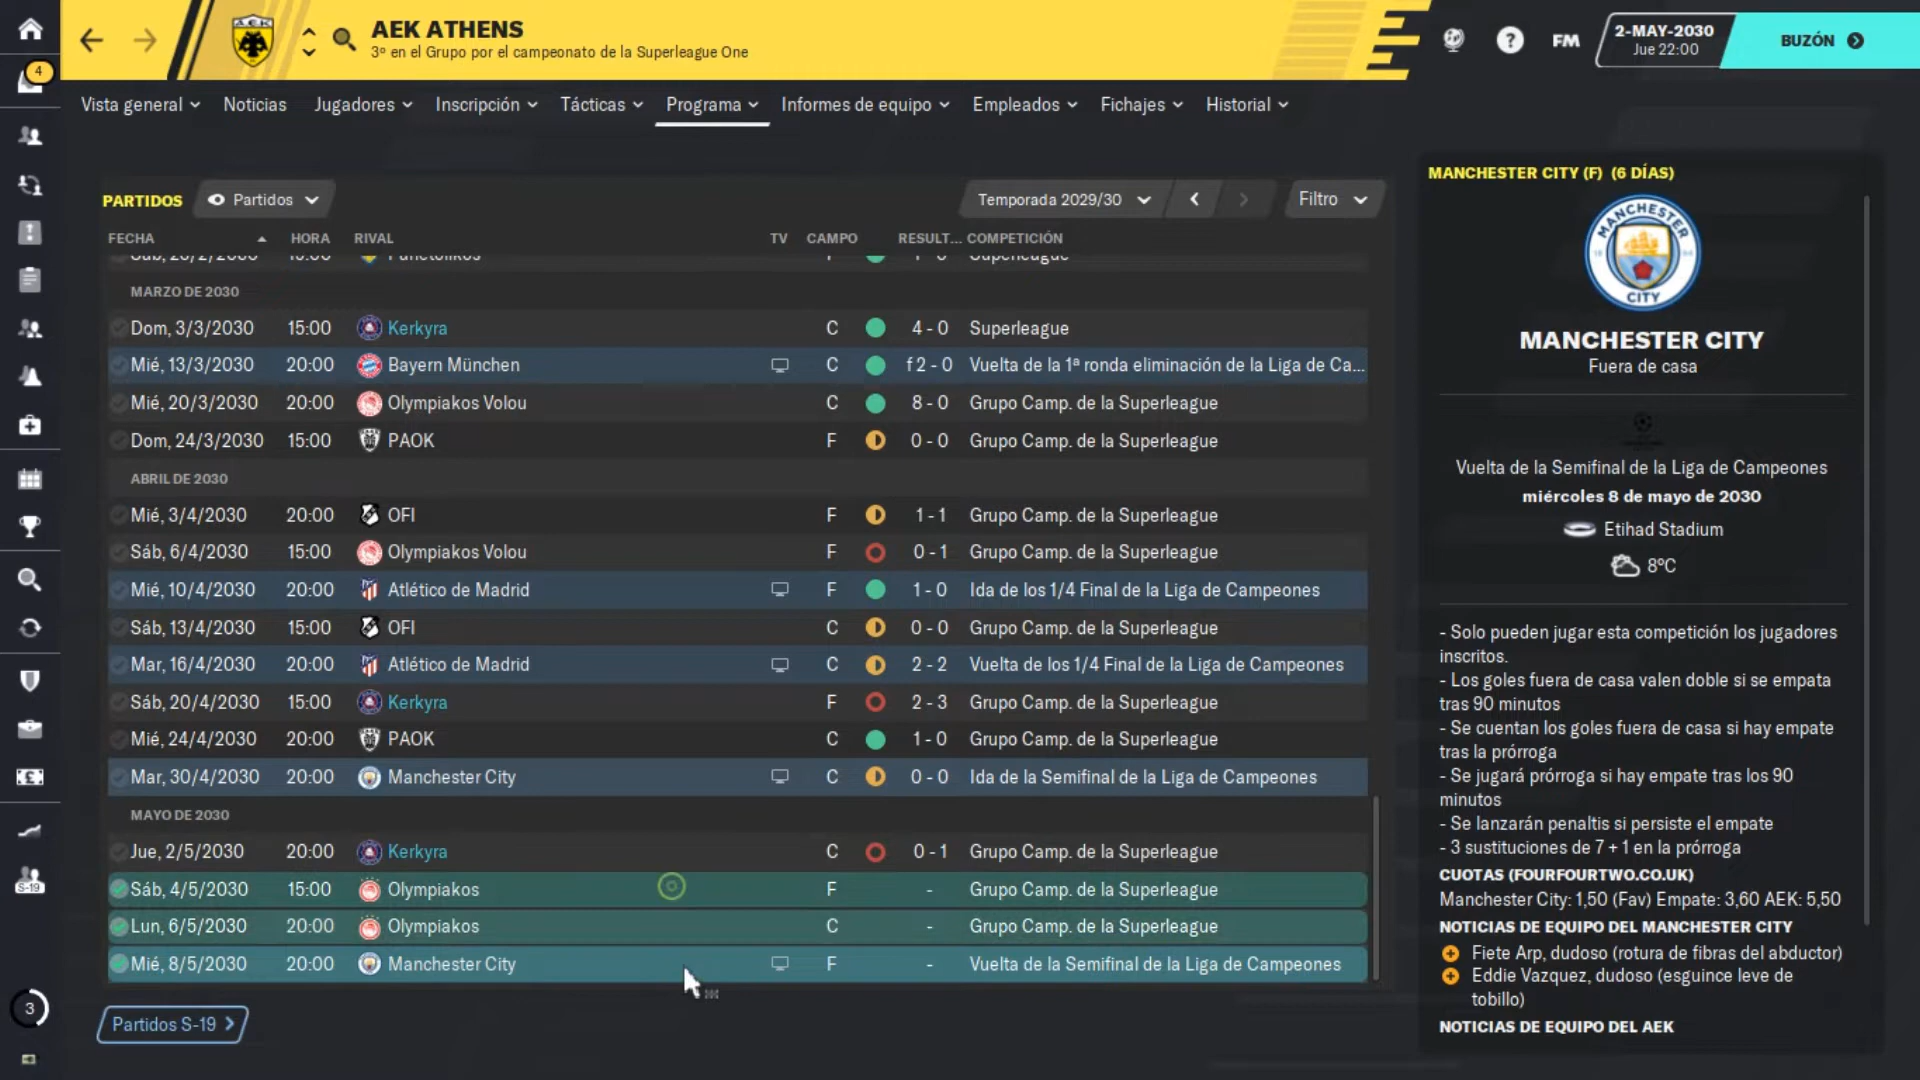 AEK ATHENS
3º en el Grupo por el campeonato de la Superleague One
FM
2-MAY-2030
Jue 22:00
BUZÓN
4
Vista general
Noticias
Jugadores
Inscripción
Tácticas
Programa
Informes de equipo
Empleados
Fichajes
Historial
PARTIDOS
Partidos
Temporada 2029/30
Filtro
FECHA HORA RIVAL TV CAMPO RESULT... COMPETICIÓN
MARZO DE 2030
Dom, 3/3/2030 15:00 Kerkyra C 4 - 0 Superleague
Mié, 13/3/2030 20:00 Bayern München C f 2 - 0 Vuelta de la 1ª ronda eliminación de la Liga de Ca...
Mié, 20/3/2030 20:00 Olympiakos Volou C 8 - 0 Grupo Camp. de la Superleague
Dom, 24/3/2030 15:00 PAOK F 0 - 0 Grupo Camp. de la Superleague
ABRIL DE 2030
Mié, 3/4/2030 20:00 OFI F 1 - 1 Grupo Camp. de la Superleague
Sáb, 6/4/2030 15:00 Olympiakos Volou F 0 - 1 Grupo Camp. de la Superleague
Mié, 10/4/2030 20:00 Atlético de Madrid F 1 - 0 Ida de los 1/4 Final de la Liga de Campeones
Sáb, 13/4/2030 15:00 OFI C 0 - 0 Grupo Camp. de la Superleague
Mar, 16/4/2030 20:00 Atlético de Madrid C 2 - 2 Vuelta de los 1/4 Final de la Liga de Campeones
Sáb, 20/4/2030 15:00 Kerkyra F 2 - 3 Grupo Camp. de la Superleague
Mié, 24/4/2030 20:00 PAOK C 1 - 0 Grupo Camp. de la Superleague
Mar, 30/4/2030 20:00 Manchester City C 0 - 0 Ida de la Semifinal de la Liga de Campeones
MAYO DE 2030
Jue, 2/5/2030 20:00 Kerkyra C 0 - 1 Grupo Camp. de la Superleague
Sáb, 4/5/2030 15:00 Olympiakos F - Grupo Camp. de la Superleague
Lun, 6/5/2030 20:00 Olympiakos C - Grupo Camp. de la Superleague
Mié, 8/5/2030 20:00 Manchester City F - Vuelta de la Semifinal de la Liga de Campeones
Partidos S-19
S-19
3
MANCHESTER CITY (F) (6 DÍAS)
MANCHESTER
CITY
MANCHESTER CITY
Fuera de casa
Vuelta de la Semifinal de la Liga de Campeones
miércoles 8 de mayo de 2030
Etihad Stadium
8ºC
- Solo pueden jugar esta competición los jugadores
inscritos.
- Los goles fuera de casa valen doble si se empata
tras 90 minutos
- Se cuentan los goles fuera de casa si hay empate
tras la prórroga
- Se jugará prórroga si hay empate tras los 90
minutos
- Se lanzarán penaltis si persiste el empate
- 3 sustituciones de 7 + 1 en la prórroga
CUOTAS (FOURFOURTWO.CO.UK)
Manchester City: 1,50 (Fav) Empate: 3,60 AEK: 5,50
NOTICIAS DE EQUIPO DEL MANCHESTER CITY
Fiete Arp, dudoso (rotura de fibras del abductor)
Eddie Vazquez, dudoso (esguince leve de
tobillo)
NOTICIAS DE EQUIPO DEL AEK